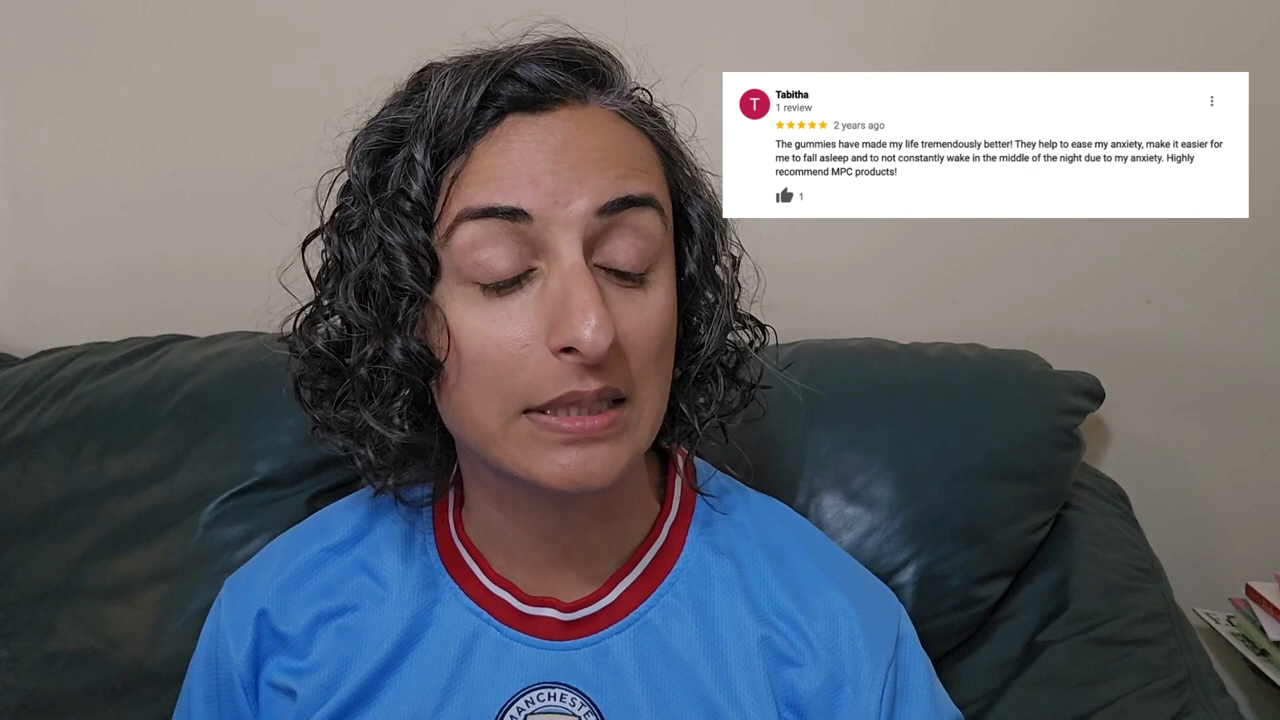 T
Tabitha
1 review
2 years ago
The gummies have made my life tremendously better! They help to ease my anxiety, make it easier for
me to fall asleep and to not constantly wake in the middle of the night due to my anxiety. Highly
recommend MPC products!
1
MANCHESTE